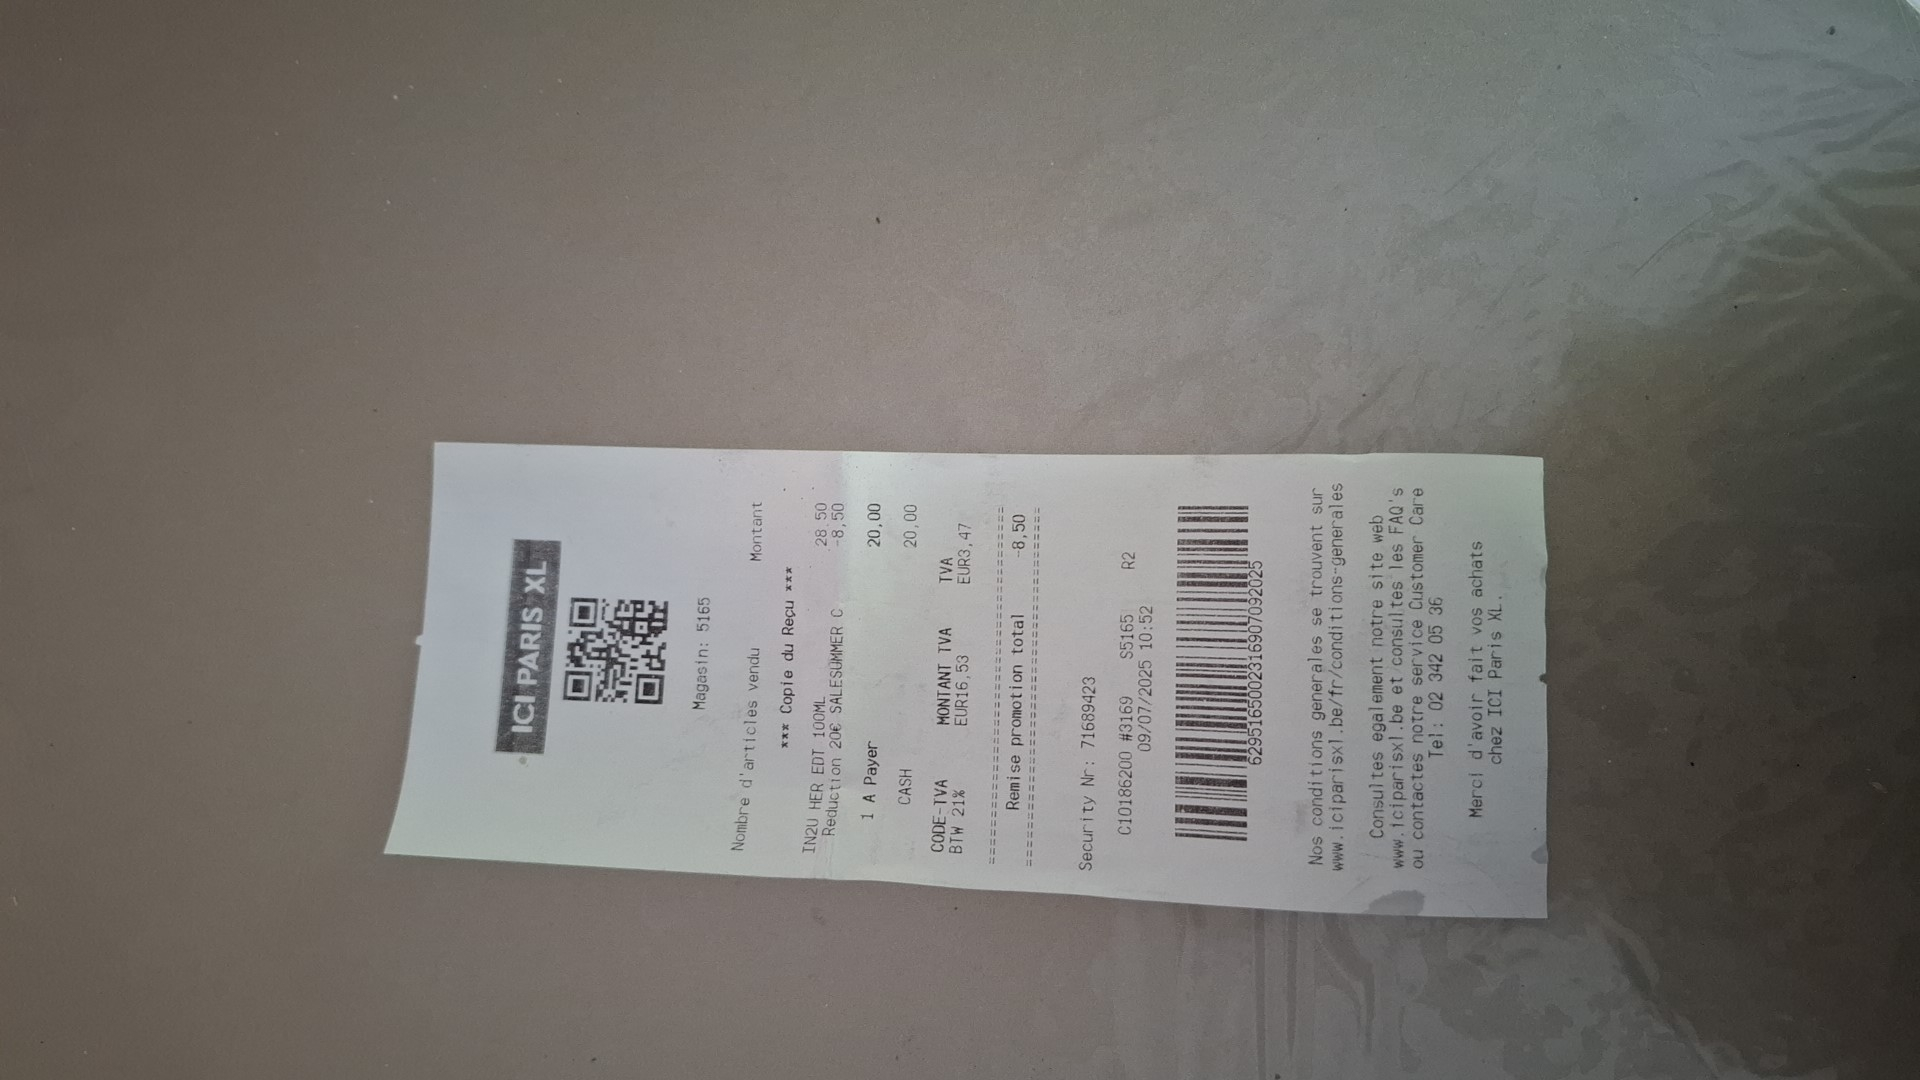 ICI PARIS XL
Magasin: 5165
Nombre d'articles vendu Montant
*** Copie du Reçu ***
IN2U HER EDT 100ML 28,50
Reduction 20€ SALESUMMER C -8,50
1 A Payer 20,00
CASH 20,00
CODE-TVA MONTANT TVA TVA
BTW 21% EUR16,53 EUR3,47
Remise promotion total -8,50
Security Nr: 71689423
C10186200 #3169 S5165 R2
09/07/2025 10:52
6295165002316907092025
Nos conditions generales se trouvent sur
www.iciparisxl.be/fr/conditions-generales
Consultes egalement notre site web
www.iciparisxl.be et consultes les FAQ's
ou contactes notre service Customer Care
Tel: 02 342 05 36
Merci d'avoir fait vos achats
chez ICI Paris XL.